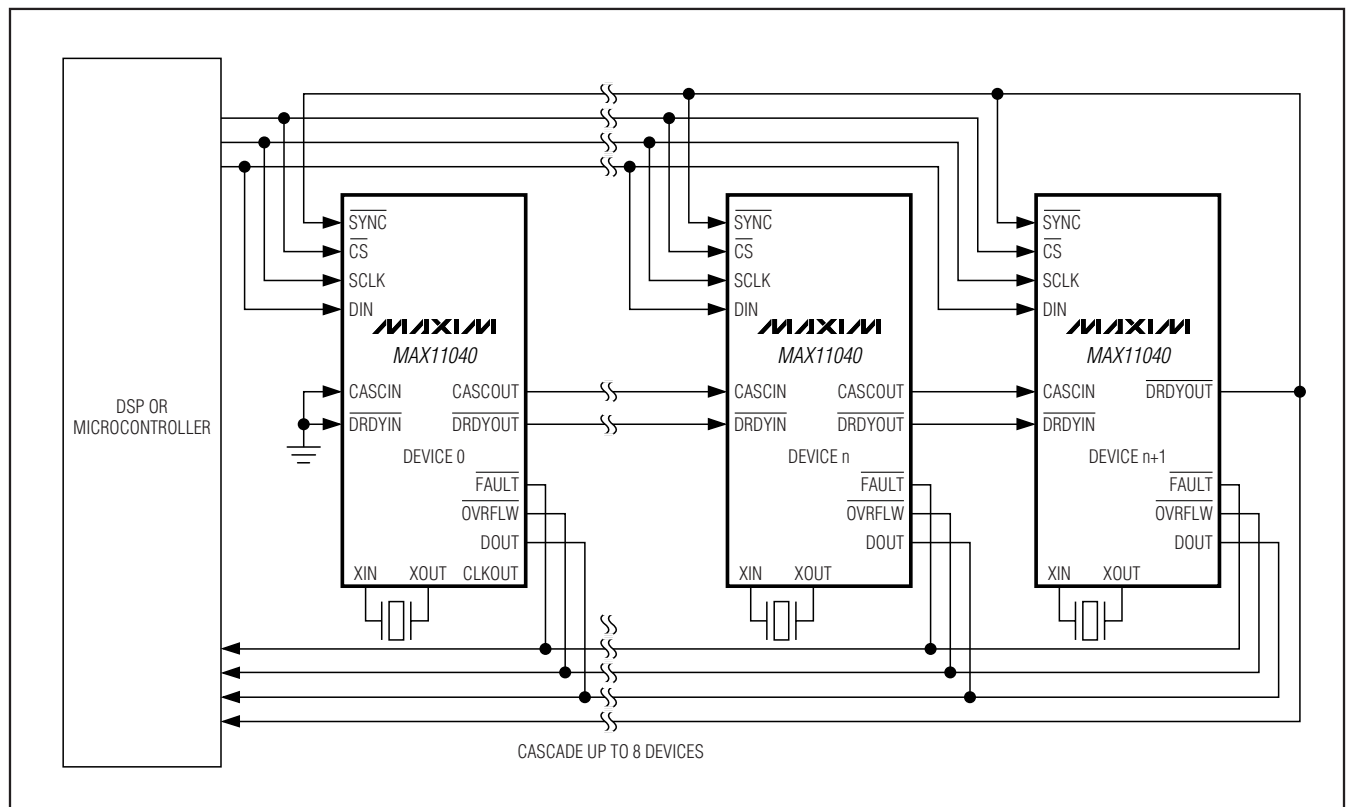 DSP OR
MICROCONTROLLER
SYNC
CS
SCLK
DIN
MAXIM
MAX11040
CASCIN
CASCOUT
DRDYIN
DRDYOUT
DEVICE 0
FAULT
OVRFLW
DOUT
XIN XOUT CLKOUT
SYNC
CS
SCLK
DIN
MAXIM
MAX11040
CASCIN
CASCOUT
DRDYIN
DRDYOUT
DEVICE n
FAULT
OVRFLW
DOUT
XIN XOUT
SYNC
CS
SCLK
DIN
MAXIM
MAX11040
CASCIN
DRDYOUT
DRDYIN
DEVICE n+1
FAULT
OVRFLW
DOUT
XIN XOUT
CASCADE UP TO 8 DEVICES